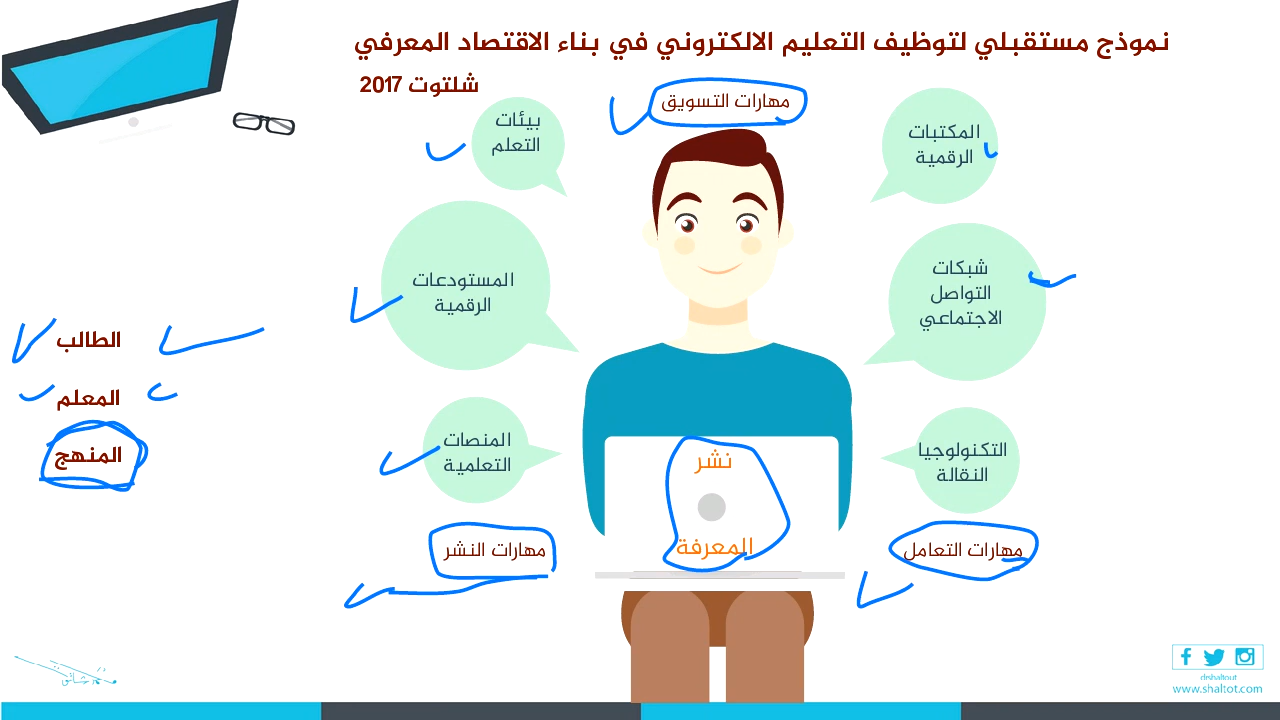 نموذج مستقبلي لتوظيف التعليم الالكتروني في بناء الاقتصاد المعرفي
شلتوت 2017
مهارات التسويق
المكتبات
الرقمية
بيئات
التعلم
شبكات
التواصل
الاجتماعي
المستودعات
الرقمية
التكنولوجيا
النقالة
المنصات
التعلمية
نشر
المعرفة
مهارات التعامل
مهارات النشر
الطالب
المعلم
المنهج
drshaltout
www.shaltot.com